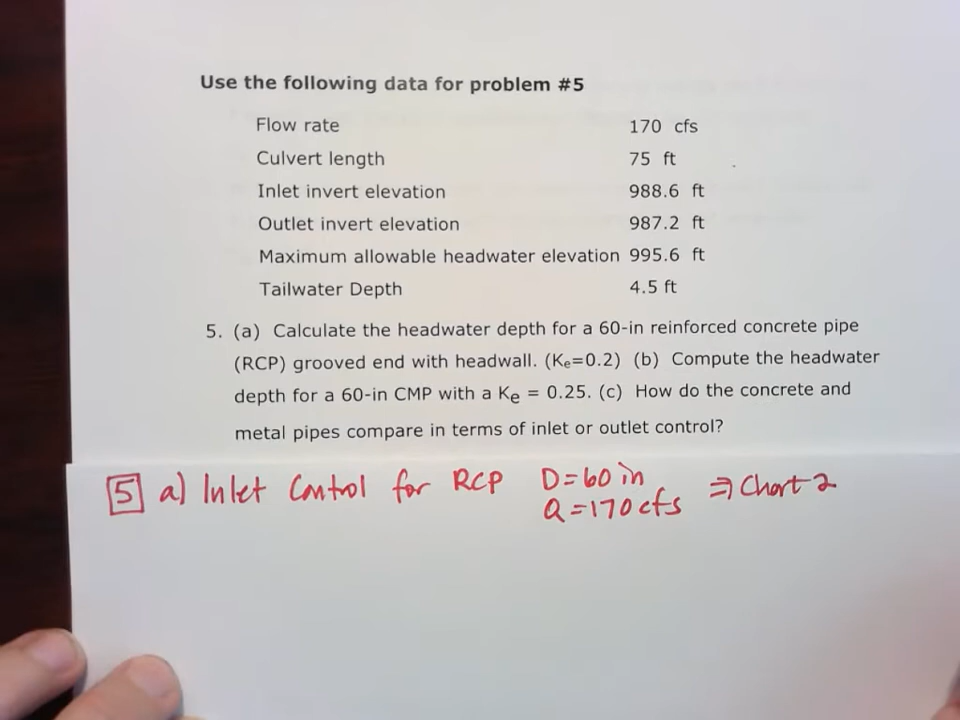 Use the following data for problem #5
Flow rate 170 cfs
Culvert length 75 ft
Inlet invert elevation 988.6 ft
Outlet invert elevation 987.2 ft
Maximum allowable headwater elevation 995.6 ft
Tailwater Depth 4.5 ft
5. (a) Calculate the headwater depth for a 60-in reinforced concrete pipe
(RCP) grooved end with headwall. (Ke=0.2) (b) Compute the headwater
depth for a 60-in CMP with a Ke = 0.25. (c) How do the concrete and
metal pipes compare in terms of inlet or outlet control?
5 a) Inlet Control for RCP D=60 in ⇒ Chart 2
Q=170 cfs